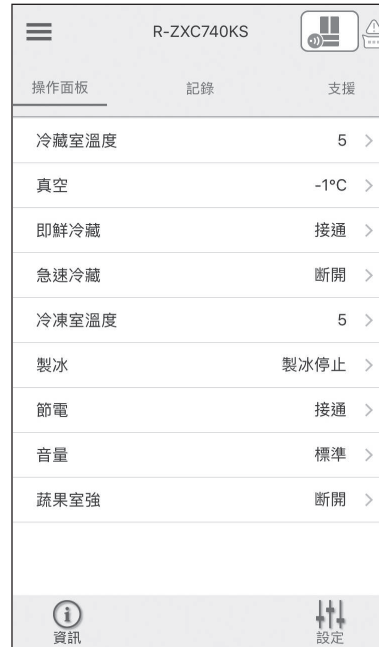 R-ZXC740KS
操作面板 記錄 支援
冷藏室溫度 5
真空 -1°C
即鮮冷藏 接通
急速冷藏 断開
冷凍室溫度 5
製冰 製冰停止
節電 接通
音量 標準
蔬果室強 断開
資訊 設定